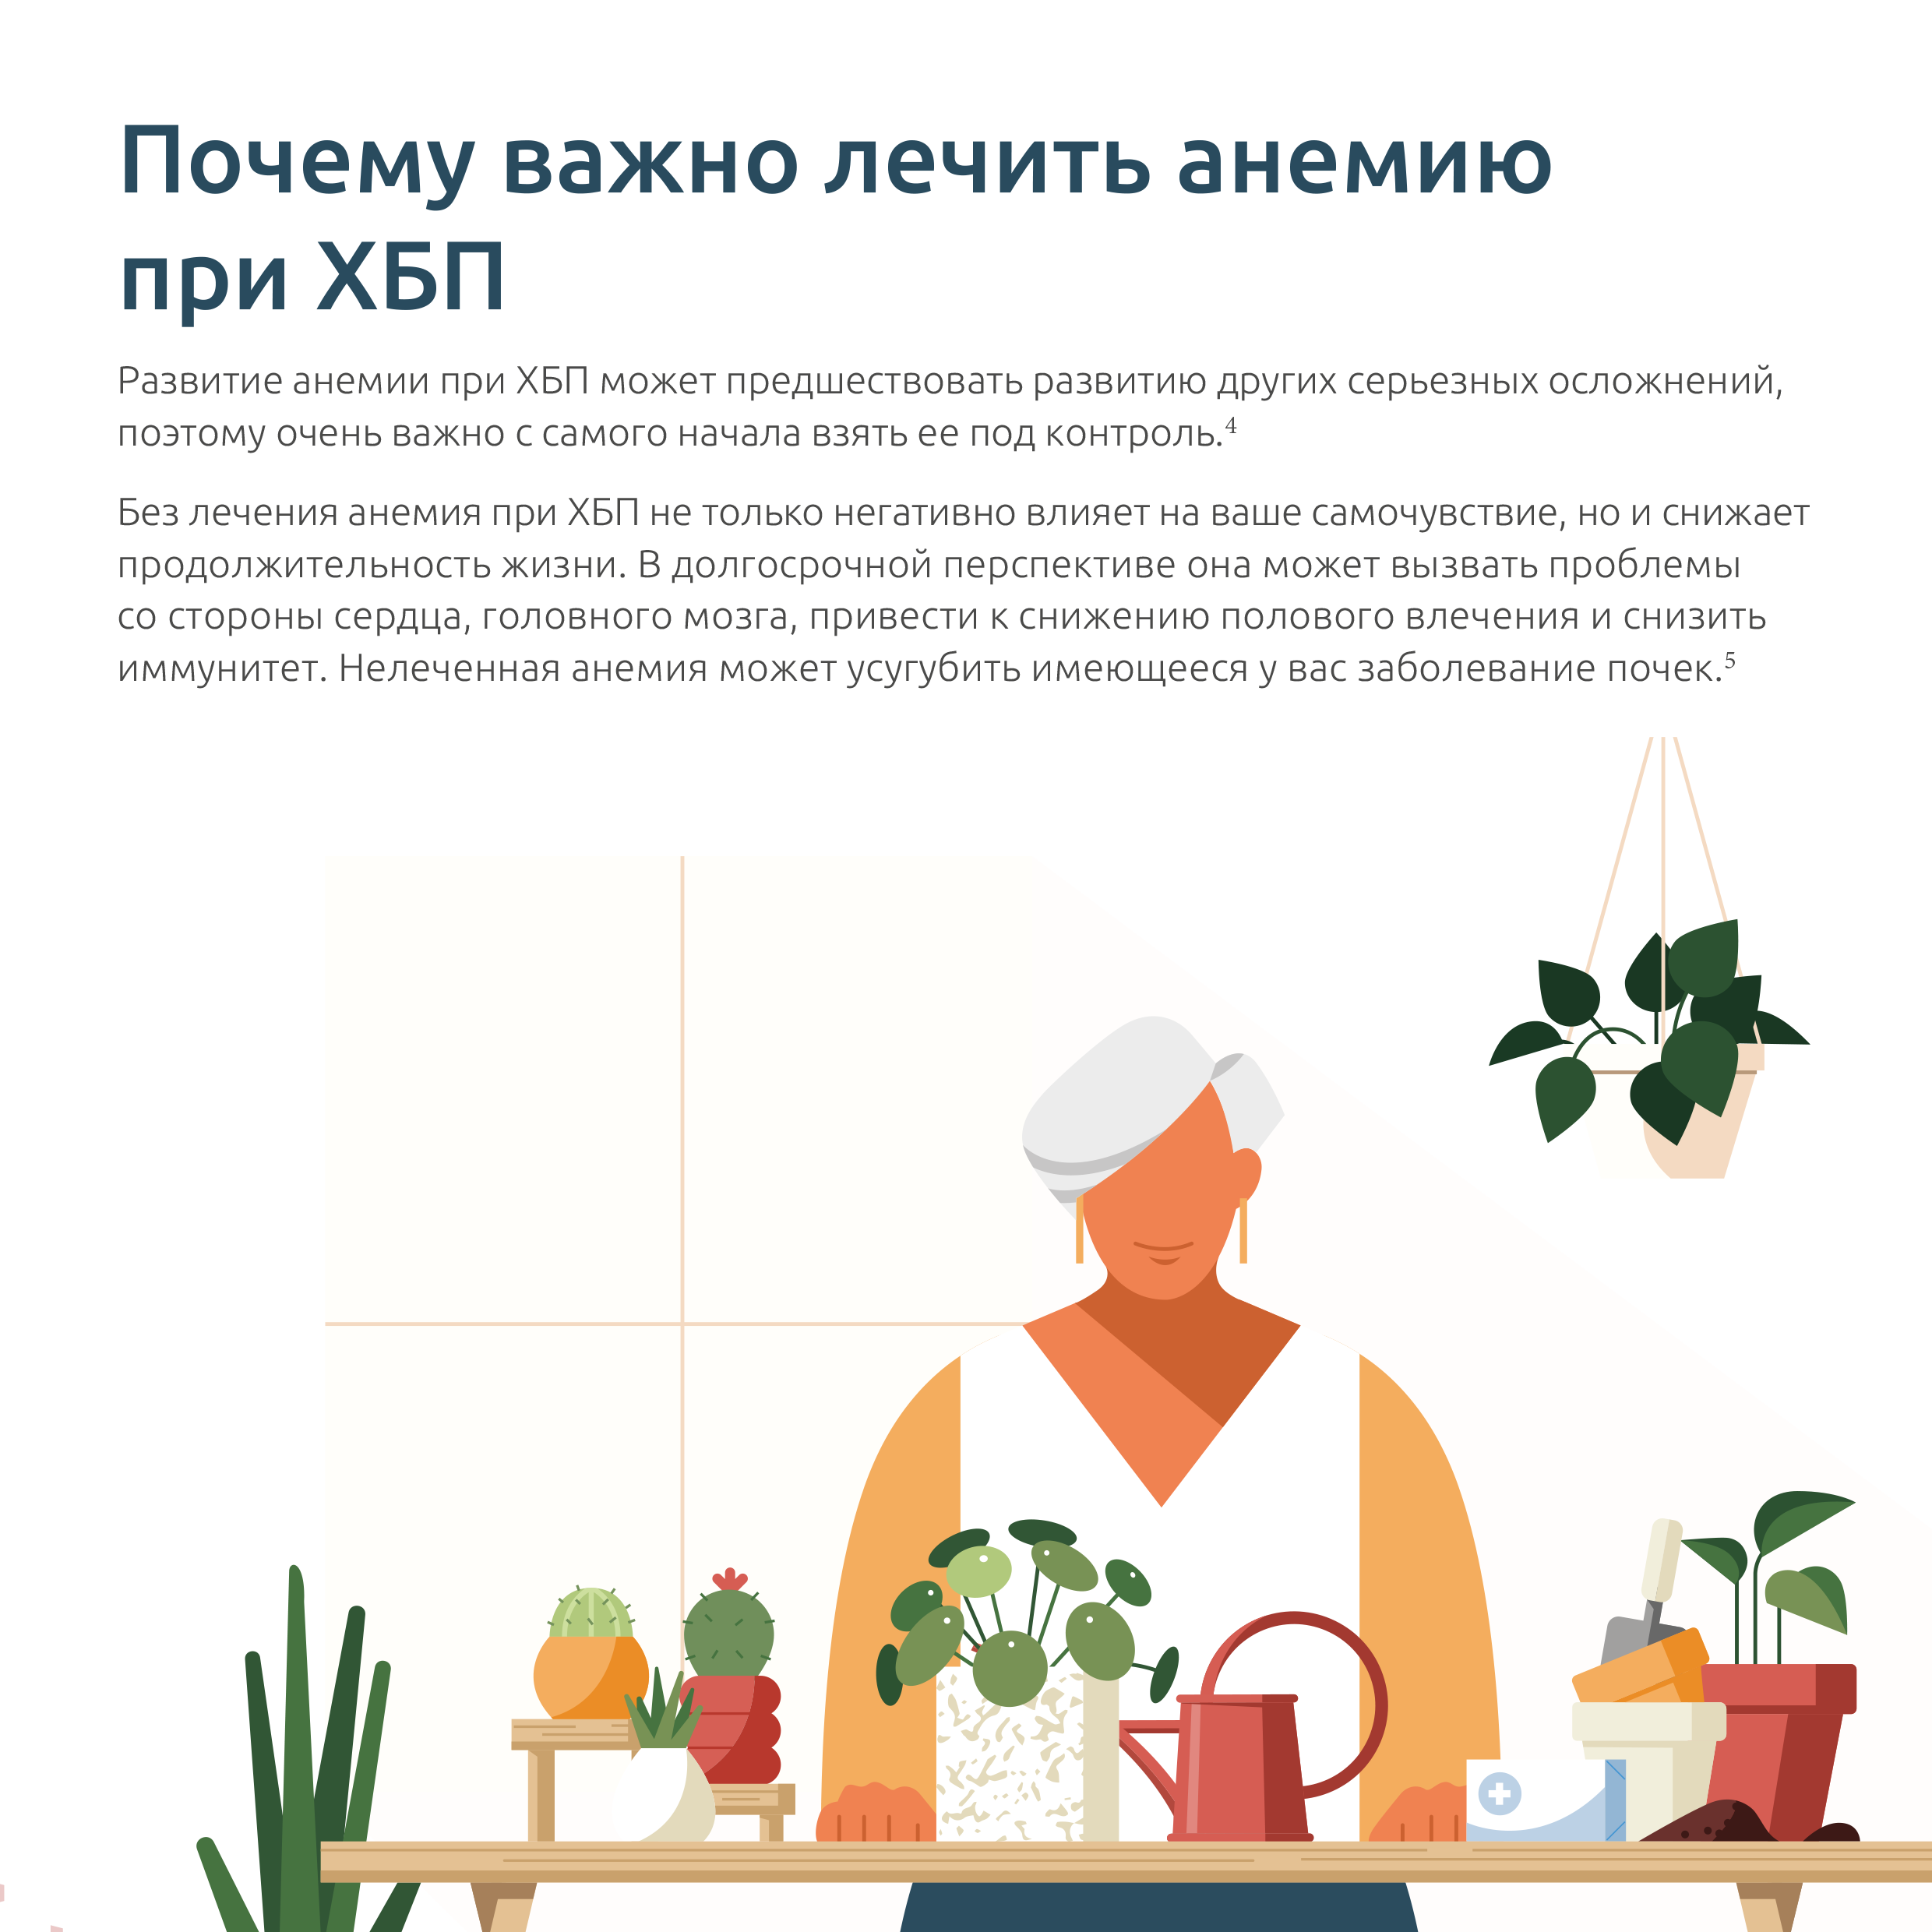 Почему важно лечить анемию
при ХБП
Развитие анемии при ХБП может предшествовать развитию других серьезных осложнений,
поэтому очень важно с самого начала взять ее под контроль.⁴
Без лечения анемия при ХБП не только негативно влияет на ваше самочувствие, но и снижает
продолжительность жизни. В долгосрочной перспективе она может вызвать проблемы
со стороны сердца, головного мозга, привести к снижению полового влечения и снизить
иммунитет. Нелеченная анемия может усугубить имеющееся у вас заболевание почек.⁵